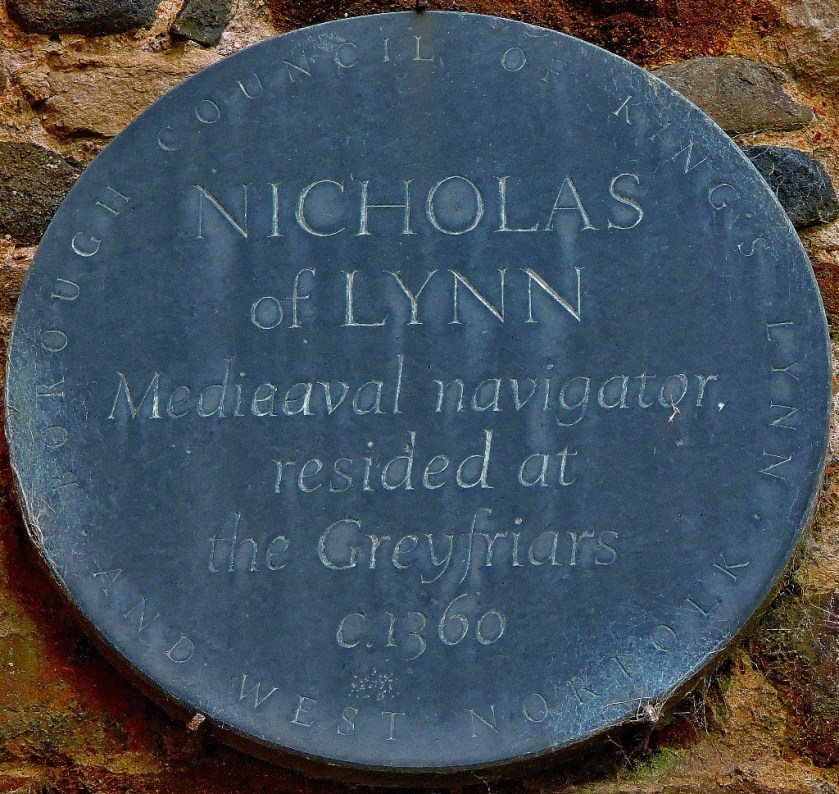 BOROUGH COUNCIL OF KING'S LYNN
AND WEST NORFOLK
NICHOLAS
of LYNN
Mediaeval navigator,
resided at
the Greyfriars
c.1360